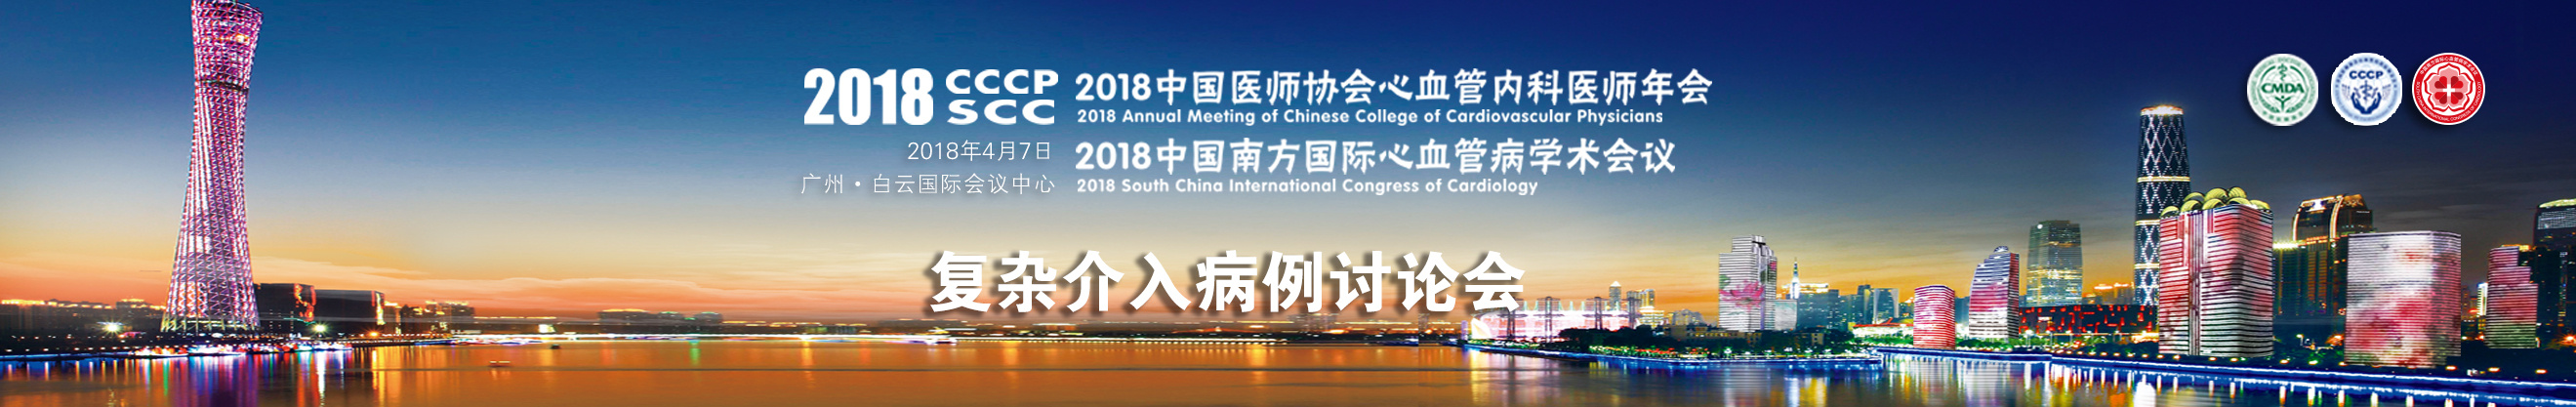 2018 CCCP SCC
2018年4月7日
广州·白云国际会议中心
2018中国医师协会心血管内科医师年会
2018 Annual Meeting of Chinese College of Cardiovascular Physicians
2018中国南方国际心血管病学术会议
2018 South China International Congress of Cardiology
复杂介入病例讨论会
CMDA
CCCP